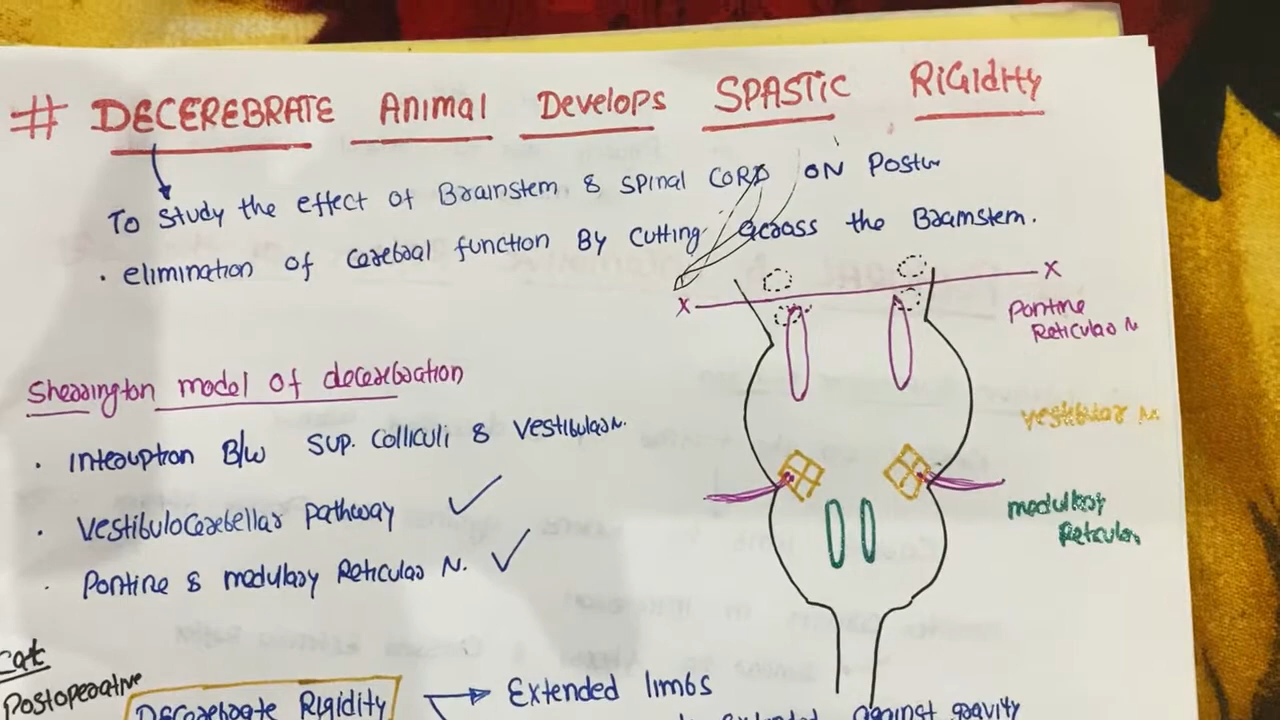 # DECEREBRATE Animal Develops SPASTIC Rigidity
To study the effect of Brainstem & spinal CORD ON Postu
• elimination of cerebral function By cutting across the Brainstem.
X X
Pontine
Reticular N
Sherrington model of decerebration
vestibular N.
• Interruption B/w sup. colliculi & vestibular N.
• Vestibulocerebellar pathway ✓
medullary
Reticular
• Pontine & medullary Reticular N. ✓
cat
Postoperative
Decerebrate Rigidity
Extended limbs
extended against gravity